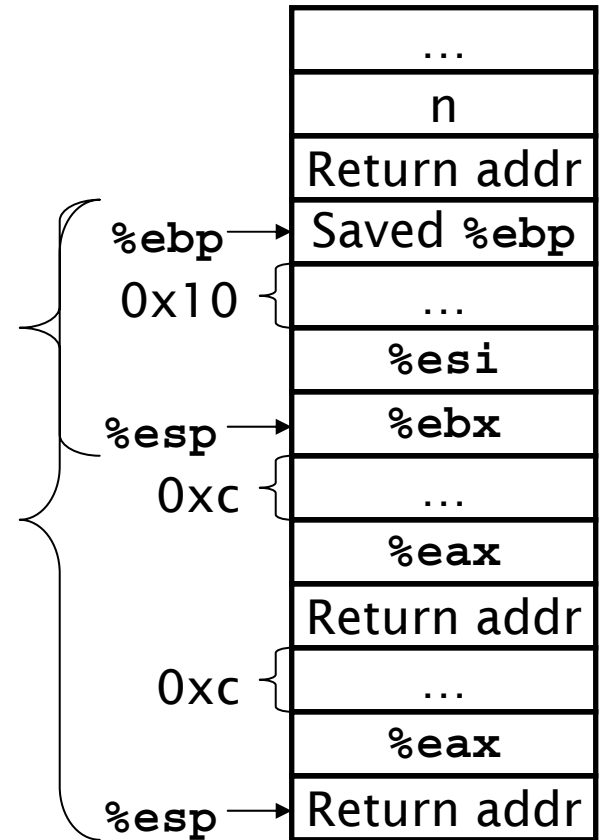 ...
n
Return addr
%ebp Saved %ebp
0x10 ...
%esi
%esp %ebx
0xc ...
%eax
Return addr
0xc ...
%eax
%esp Return addr